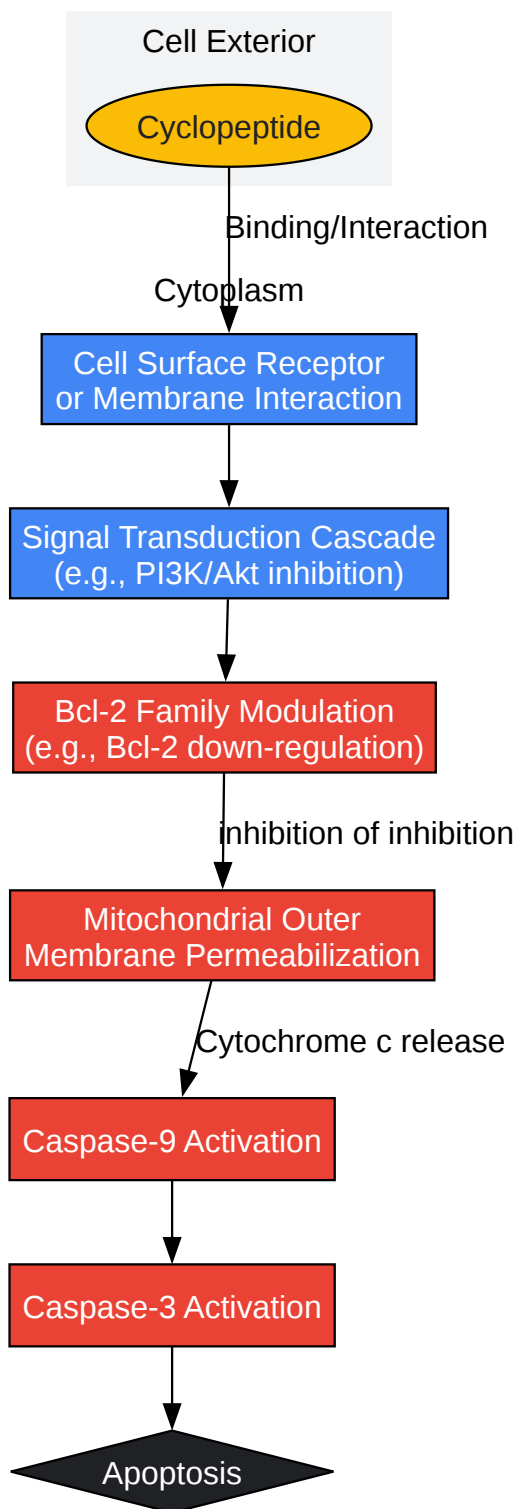 Cell Exterior
Cyclopeptide
Binding/Interaction
Cytoplasm
Cell Surface Receptor
or Membrane Interaction
Signal Transduction Cascade
(e.g., PI3K/Akt inhibition)
Bcl-2 Family Modulation
(e.g., Bcl-2 down-regulation)
inhibition of inhibition
Mitochondrial Outer
Membrane Permeabilization
Cytochrome c release
Caspase-9 Activation
Caspase-3 Activation
Apoptosis